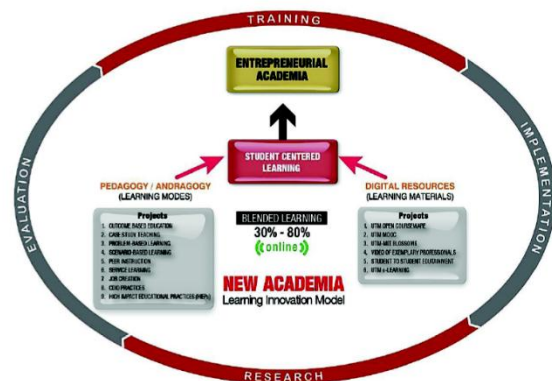 TRAINING
ENTREPRENEURIAL
ACADEMIA
EVALUATION
IMPLEMENTATION
STUDENT CENTERED
LEARNING
PEDAGOGY / ANDRAGOGY
(LEARNING MODES)
Projects
1. OUTCOME BASED EDUCATION
2. CASE STUDY TEACHING
3. PROBLEM-BASED LEARNING
4. SCENARIO-BASED LEARNING
5. PEER INSTRUCTION
6. SERVICE LEARNING
7. JOB CREATION
8. CDIO PRACTICES
9. HIGH IMPACT EDUCATIONAL PRACTICES (HIEPs)
BLENDED LEARNING
30% - 80%
online
DIGITAL RESOURCES
(LEARNING MATERIALS)
Projects
1. UTM OPEN COURSEWARE
2. UTM MOOC
3. UTM-MIT BLOSSOMS
4. VIDEO OF EXEMPLARY PROFESSIONALS
5. STUDENT TO STUDENT EDUTAINMENT
6. UTM e-LEARNING
NEW ACADEMIA
Learning Innovation Model
RESEARCH